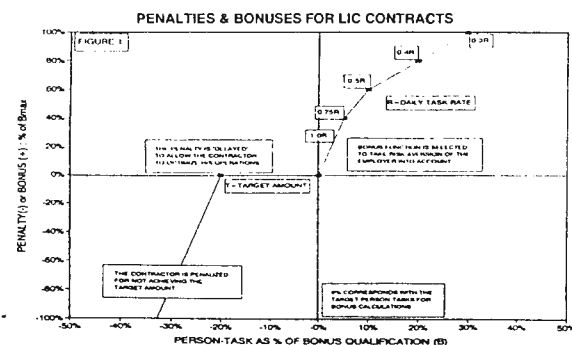 PENALTIES & BONUSES FOR LIC CONTRACTS
FIGURE 1
100%
80%
60%
40%
20%
0%
-20%
-40%
-60%
-80%
-100%
PENALTY(-) or BONUS (+) : % of Bmax
0.3R
0.4R
0.5R
0.75R
1.0R
R - DAILY TASK RATE
THE PENALTY IS 'DELAYED'
TO ALLOW THE CONTRACTOR
TO OPTIMIS HIS OPERATIONS
BONUS FUNCTION IS SELECTED
TO TAKE RISK AVERSION OF THE
EMPLOYER INTO ACCOUNT
T - TARGET AMOUNT
THE CONTRACTOR IS PENALIZED
FOR NOT ACHIEVING THE
TARGET AMOUNT
0% CORRESPONDS WITH THE
TARGET PERSON TASKS FOR
BONUS CALCULATIONS
-50% -40% -30% -20% -10% -0% 10% 20% 30% 40% 50%
PERSON-TASK AS % OF BONUS QUALIFICATION (B)